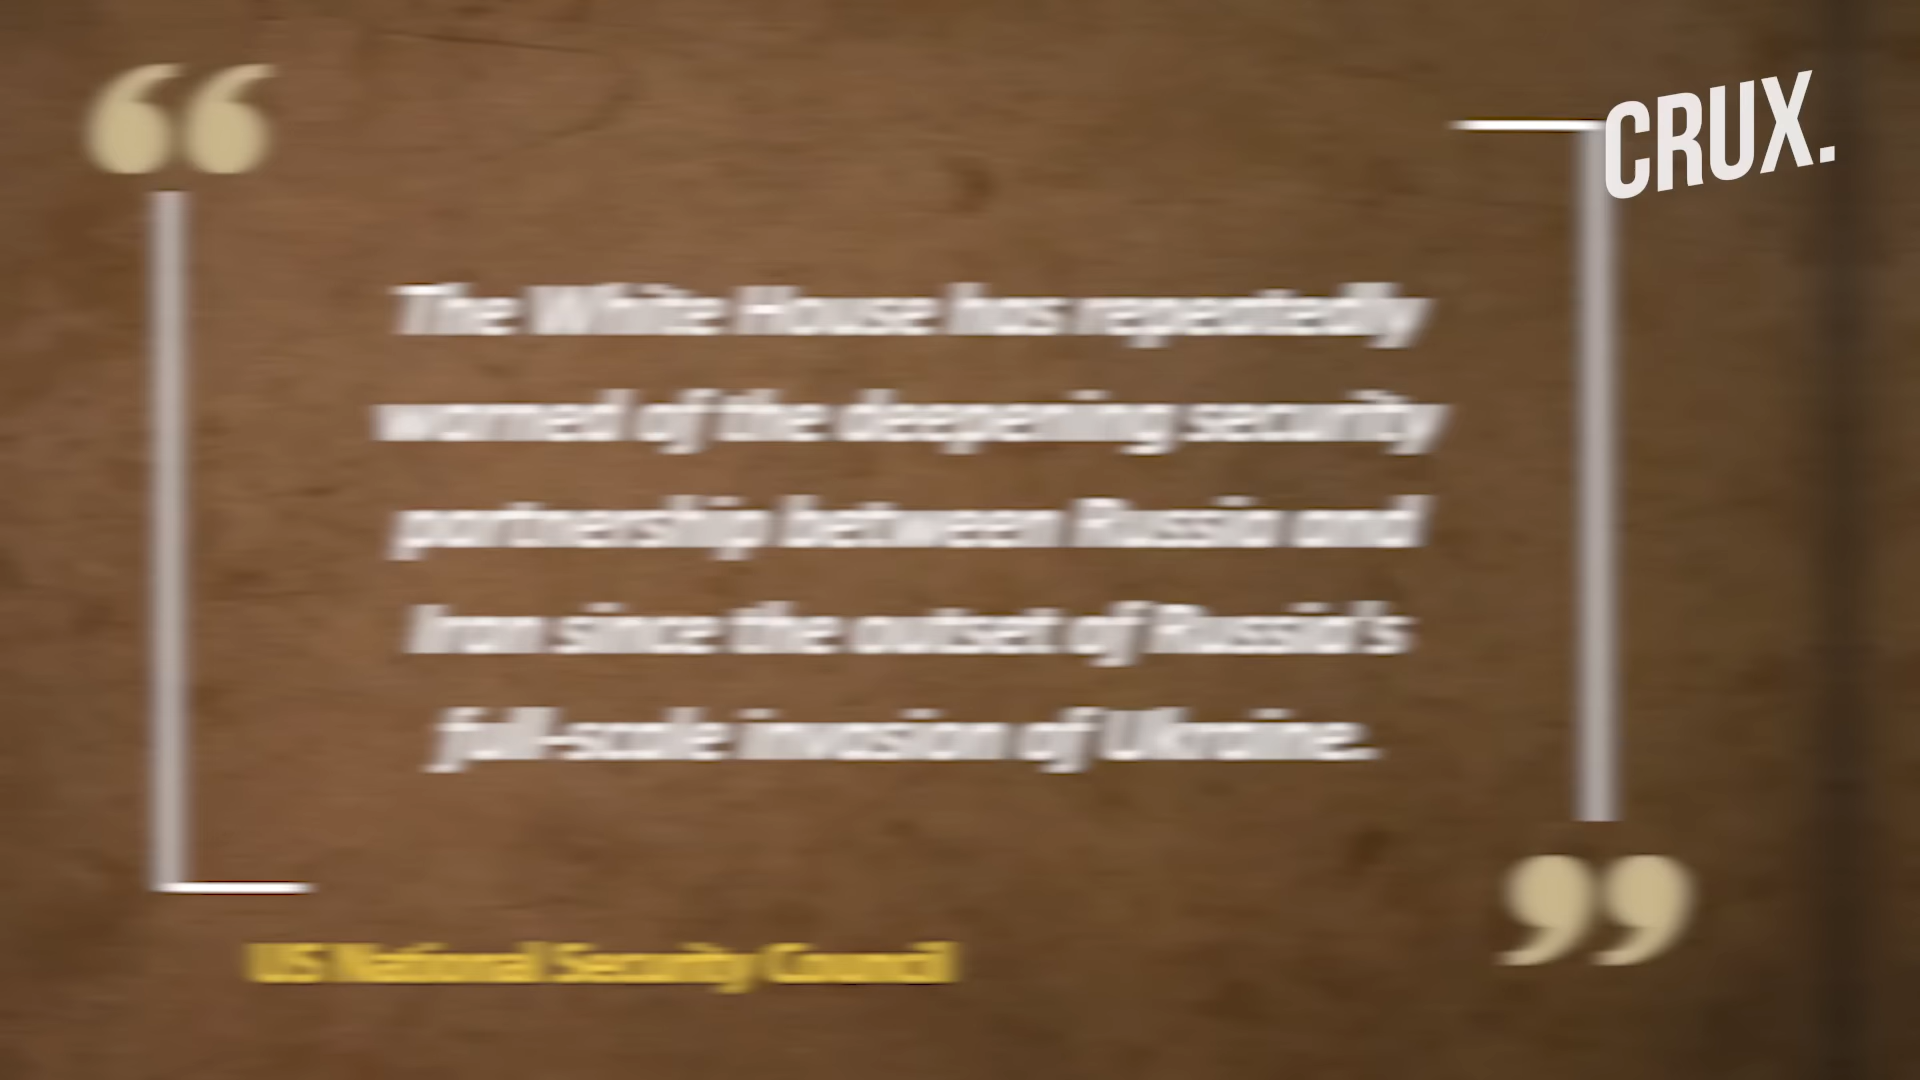 CRUX.
The White House has repeatedly
warned of the deepening security
partnership between Russia and
Iran since the outset of Russia's
full-scale invasion of Ukraine.
US National Security Council